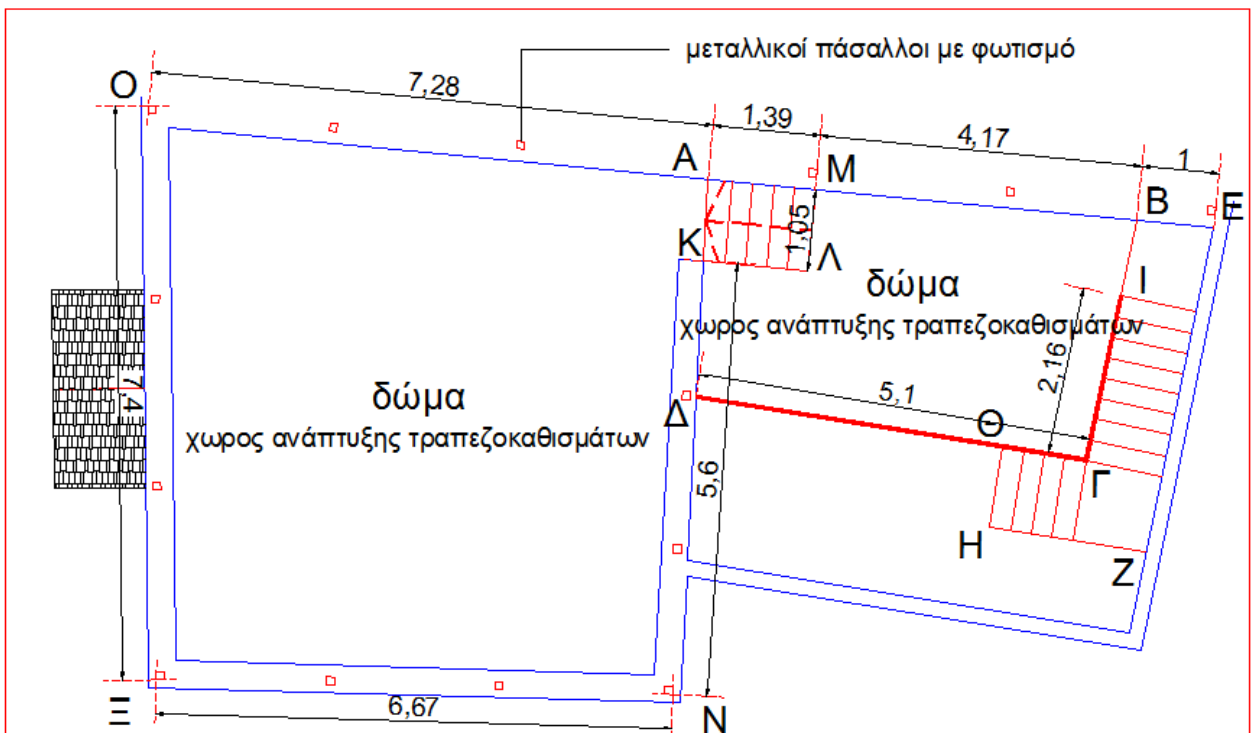 μεταλλικοί πάσαλλοι με φωτισμό
Ο
7,28
1,39
4,17
1
Α
Μ
Β
Ε
1,05
Κ
Λ
Ι
δώμα
χωρος ανάπτυξης τραπεζοκαθισμάτων
2,16
7,4
δώμα
χωρος ανάπτυξης τραπεζοκαθισμάτων
5,1
Δ
Θ
5,6
Γ
Η
Ζ
Ξ
6,67
Ν